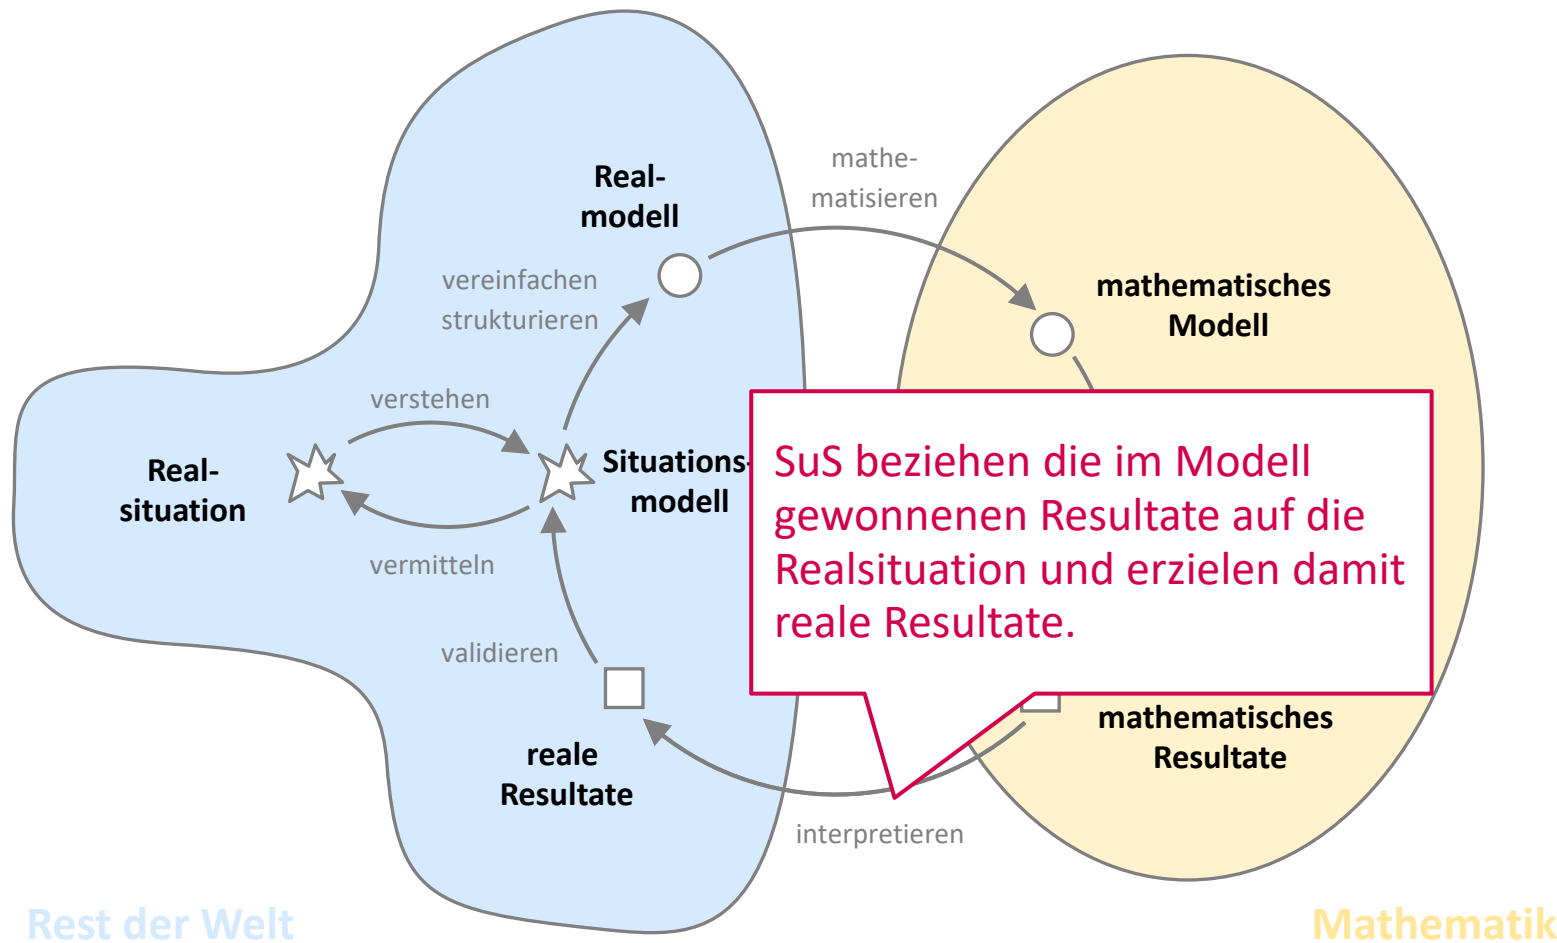 mathe-
matisieren
Real-
modell
vereinfachen
strukturieren
mathematisches
Modell
verstehen
Real-
situation
Situations-
modell
vermitteln
SuS beziehen die im Modell
gewonnenen Resultate auf die
Realsituation und erzielen damit
reale Resultate.
validieren
reale
Resultate
mathematisches
Resultate
interpretieren
Rest der Welt
Mathematik